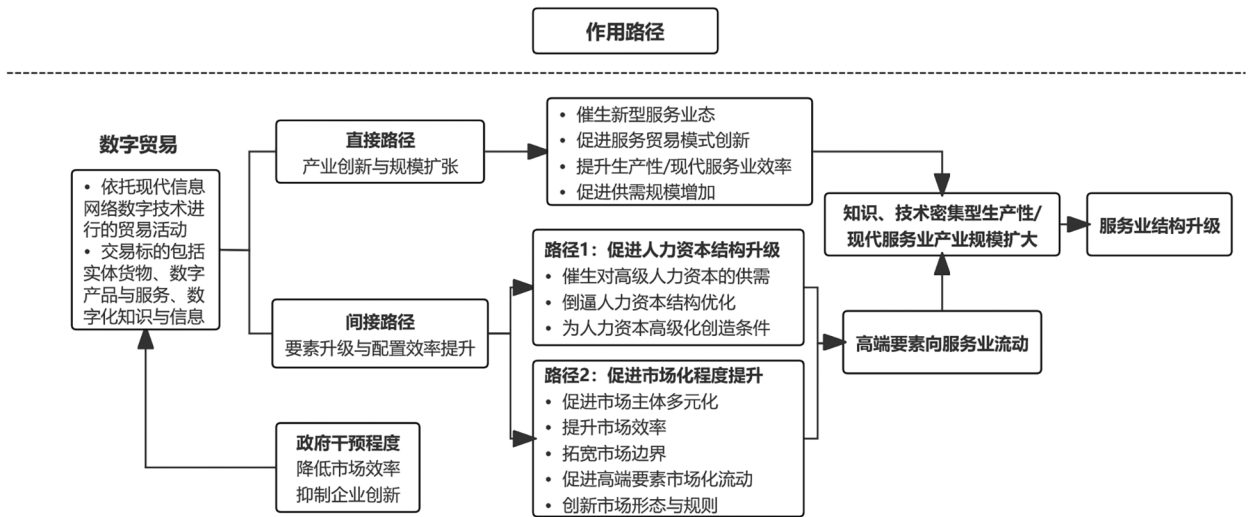 作用路径
数字贸易
• 依托现代信息
网络数字技术进
行的贸易活动
• 交易标的包括
实体货物、数字
产品与服务、数
字化知识与信息
直接路径
产业创新与规模扩张
• 催生新型服务业态
• 促进服务贸易模式创新
• 提升生产性/现代服务业效率
• 促进供需规模增加
间接路径
要素升级与配置效率提升
路径1：促进人力资本结构升级
• 催生对高级人力资本的供需
• 倒逼人力资本结构优化
• 为人力资本高级化创造条件
路径2：促进市场化程度提升
• 促进市场主体多元化
• 提升市场效率
• 拓宽市场边界
• 促进高端要素市场化流动
• 创新市场形态与规则
政府干预程度
降低市场效率
抑制企业创新
高端要素向服务业流动
知识、技术密集型生产性/
现代服务业产业规模扩大
服务业结构升级